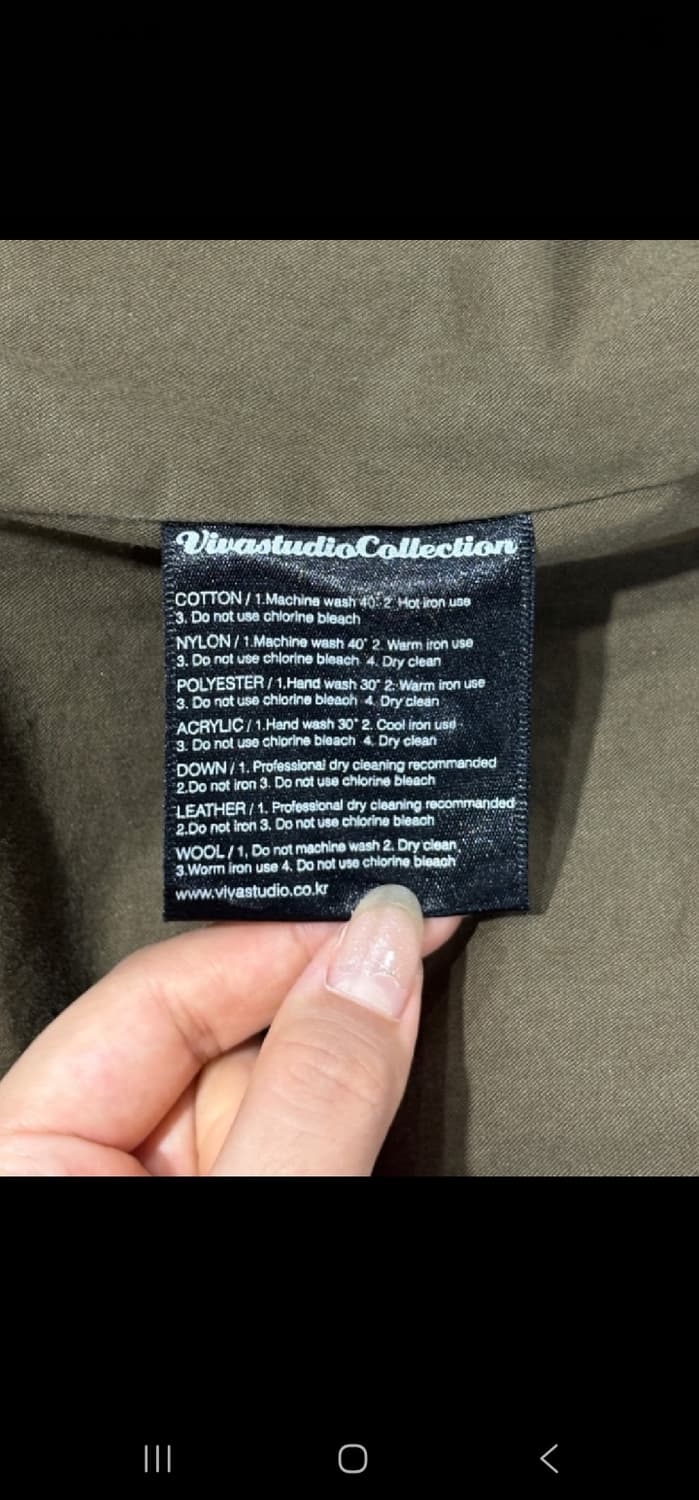 VivastudioCollection
COTTON / 1.Machine wash 40° 2. Hot iron use
3. Do not use chlorine bleach
NYLON / 1.Machine wash 40° 2. Warm iron use
3. Do not use chlorine bleach 4. Dry clean
POLYESTER / 1.Hand wash 30° 2. Warm iron use
3. Do not use chlorine bleach 4. Dry clean
ACRYLIC / 1.Hand wash 30° 2. Cool iron use
3. Do not use chlorine bleach 4. Dry clean
DOWN / 1. Professional dry cleaning recommanded
2.Do not iron 3. Do not use chlorine bleach
LEATHER / 1. Professional dry cleaning recommanded
2.Do not iron 3. Do not use chlorine bleach
WOOL / 1, Do not machine wash 2. Dry clean
3.Worm iron use 4. Do not use chlorine bleach
www.vivastudio.co.kr